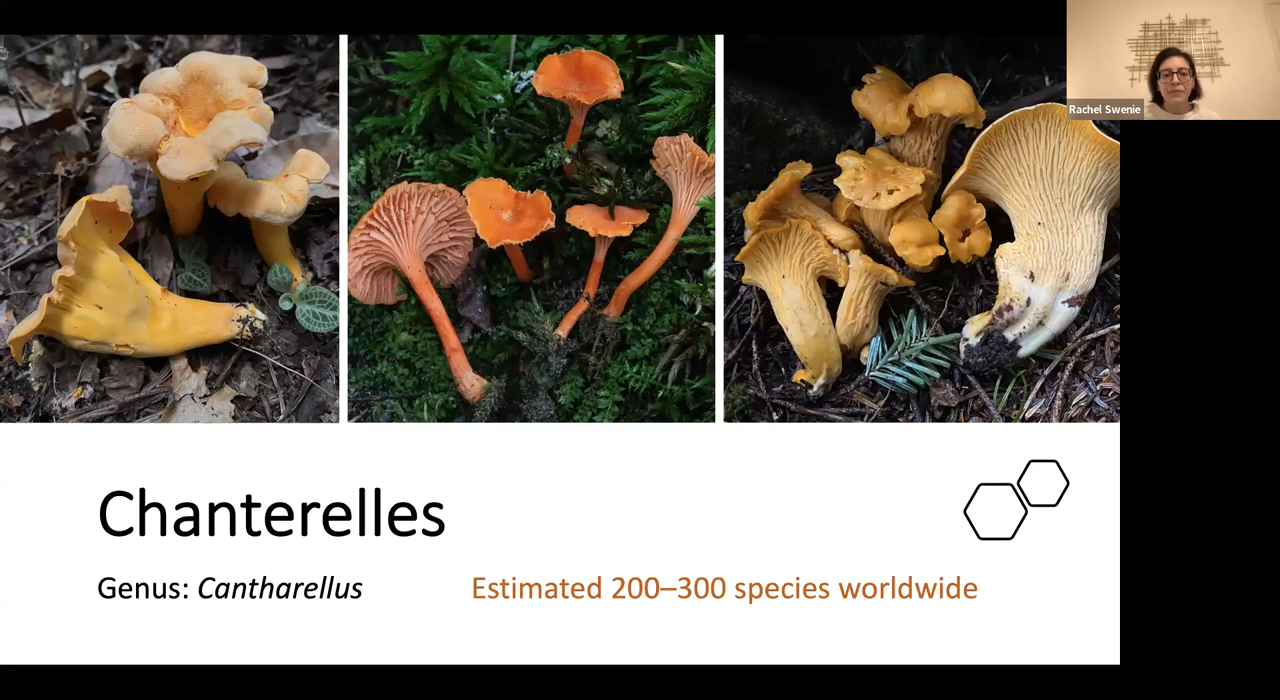 Rachel Swenie
Chanterelles
Genus: Cantharellus
Estimated 200–300 species worldwide